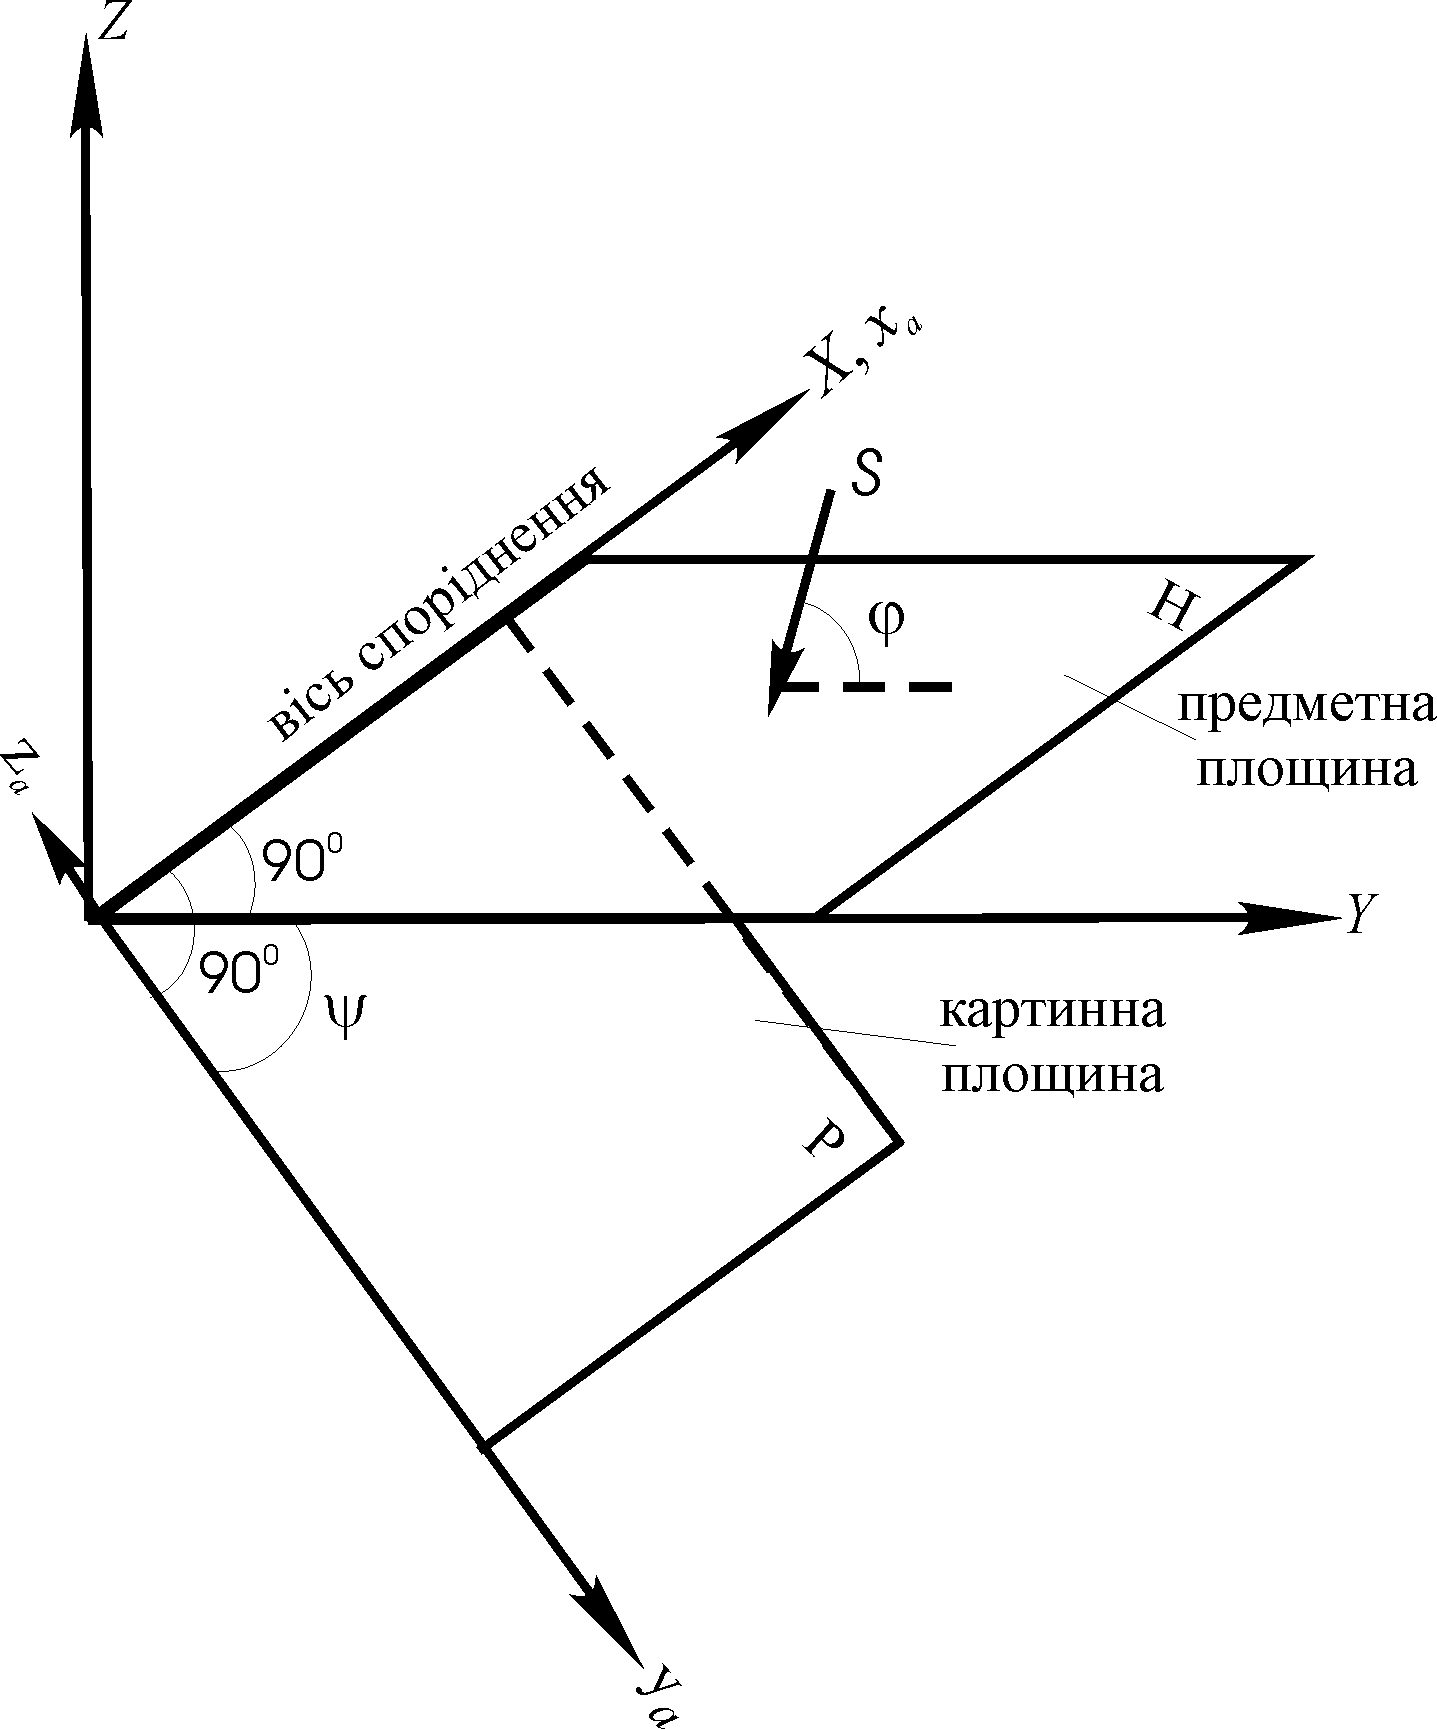 Z
X, xₐ
S
вісь споріднення
H
φ
предметна
площина
zₐ
90⁰
Y
90⁰
ψ
картинна
площина
P
yₐ